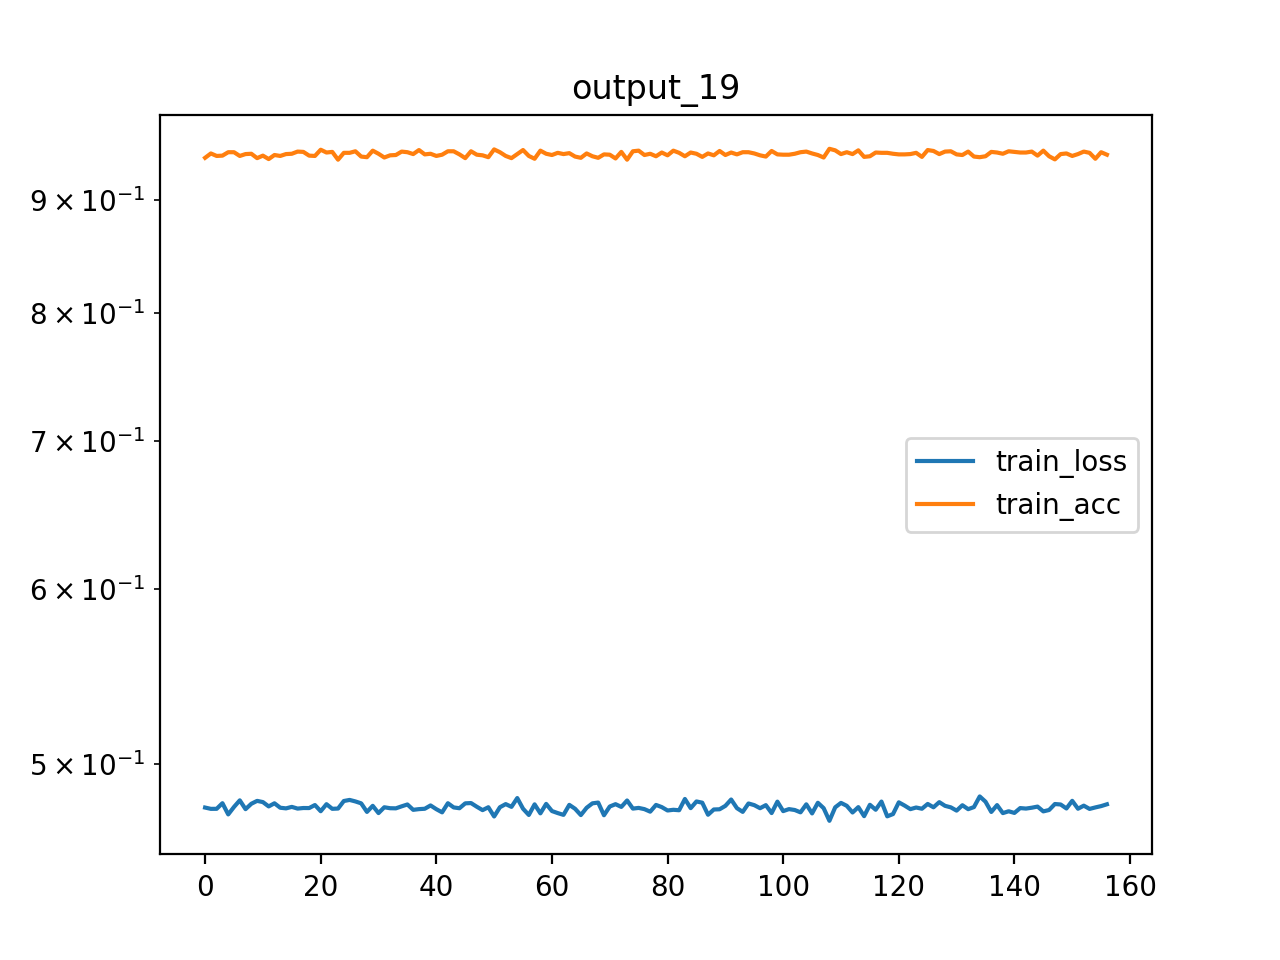 output_19
9 × 10⁻¹
8 × 10⁻¹
7 × 10⁻¹
6 × 10⁻¹
5 × 10⁻¹
train_loss
train_acc
0 20 40 60 80 100 120 140 160